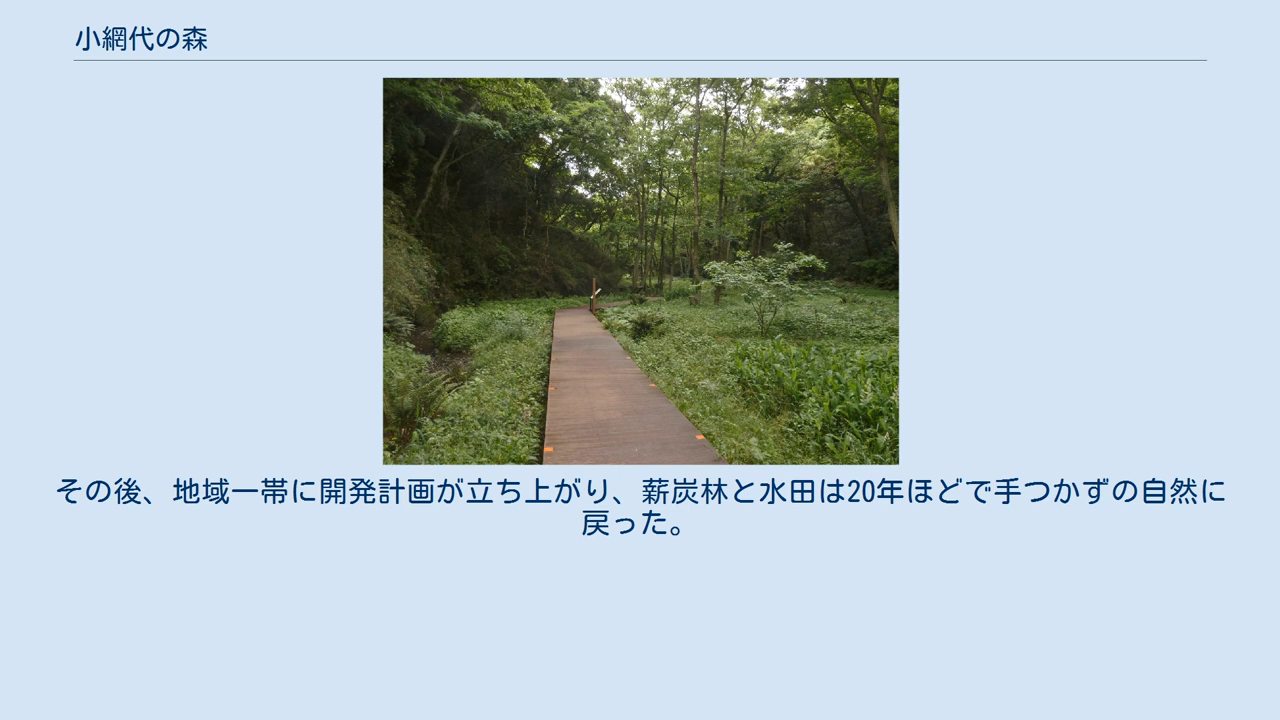 小網代の森
その後、地域一帯に開発計画が立ち上がり、薪炭林と水田は20年ほどで手つかずの自然に
戻った。